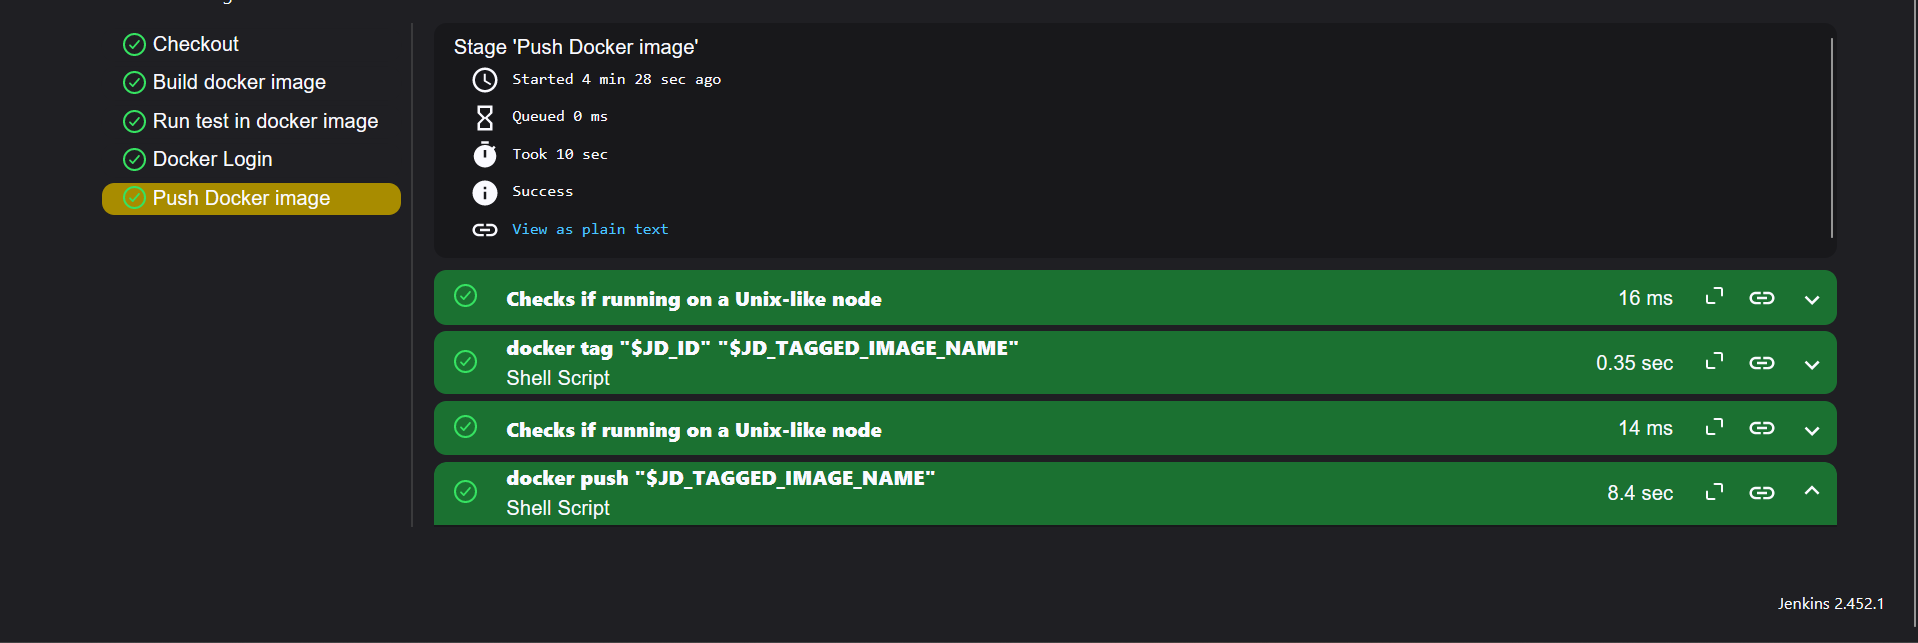 Checkout
Build docker image
Run test in docker image
Docker Login
Push Docker image
Stage 'Push Docker image'
Started 4 min 28 sec ago
Queued 0 ms
Took 10 sec
Success
View as plain text
Checks if running on a Unix-like node
16 ms
docker tag "$JD_ID" "$JD_TAGGED_IMAGE_NAME"
Shell Script
0.35 sec
Checks if running on a Unix-like node
14 ms
docker push "$JD_TAGGED_IMAGE_NAME"
Shell Script
8.4 sec
Jenkins 2.452.1